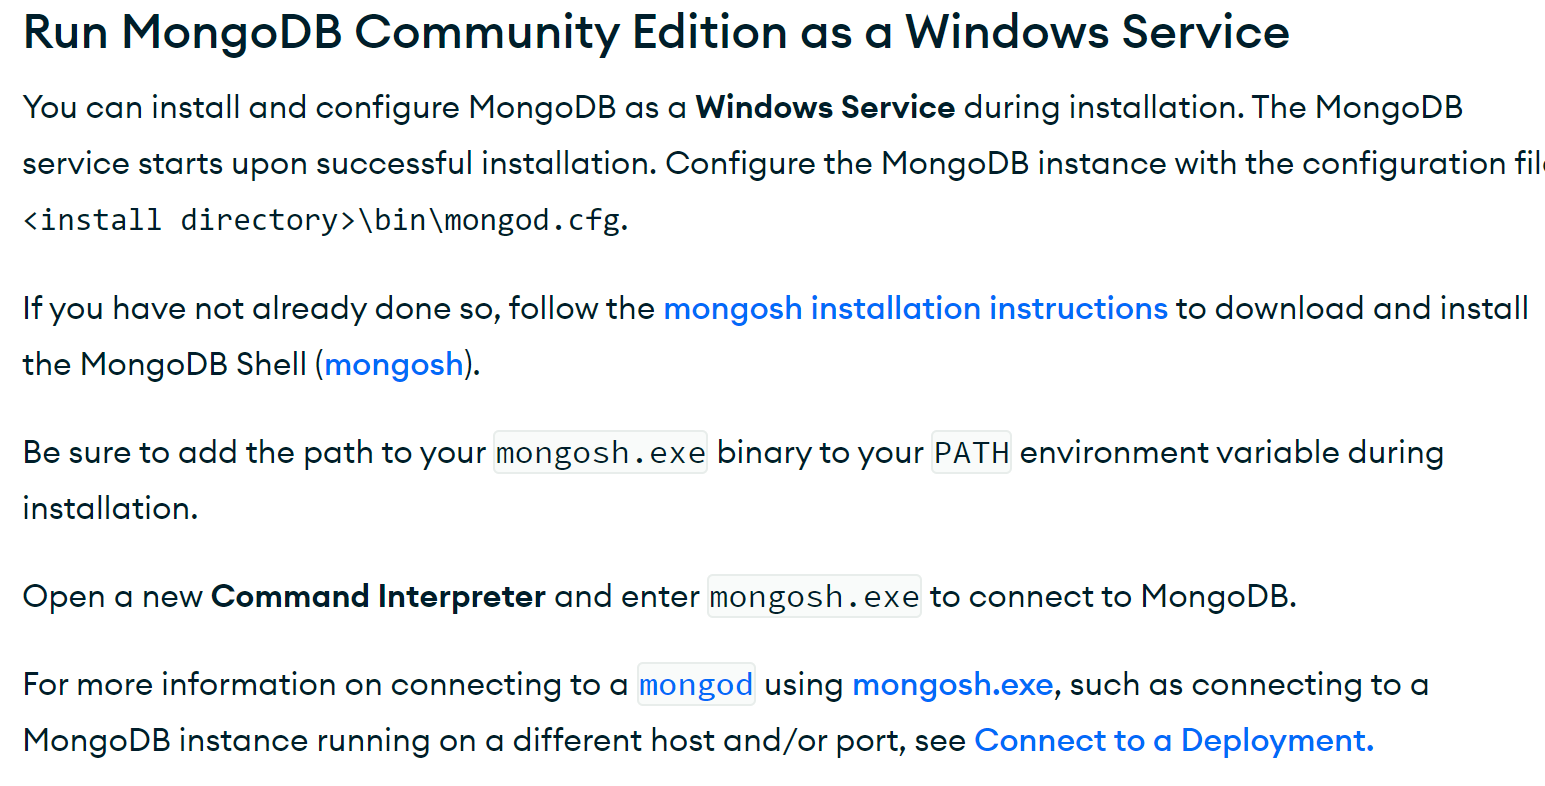 Run MongoDB Community Edition as a Windows Service
You can install and configure MongoDB as a Windows Service during installation. The MongoDB
service starts upon successful installation. Configure the MongoDB instance with the configuration
<install directory>\bin\mongod.cfg.
If you have not already done so, follow the mongosh installation instructions to download and install
the MongoDB Shell (mongosh).
Be sure to add the path to your mongosh.exe binary to your PATH environment variable during
installation.
Open a new Command Interpreter and enter mongosh.exe to connect to MongoDB.
For more information on connecting to a mongod using mongosh.exe, such as connecting to a
MongoDB instance running on a different host and/or port, see Connect to a Deployment.